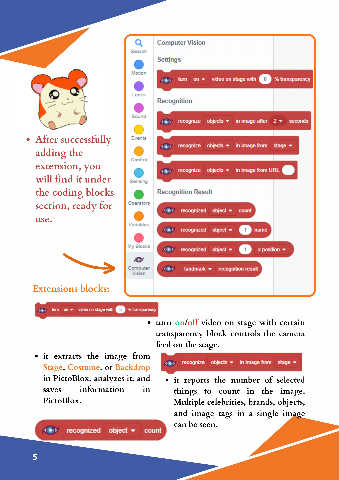 Computer Vision
Search
Settings
Motion
turn on video on stage with 0 % transparency
Looks
Recognition
Sound
recognize objects in image after 2 seconds
Events
recognize objects in image from stage
Control
Sensing
recognize objects in image from URL
Operators
Recognition Result
recognized object count
Variables
recognized object 1 name
My Blocks
recognized object 1 x position
Computer
Vision
landmark recognition result
• After successfully
adding the
extension, you
will find it under
the coding blocks
section, ready for
use.
Extensions blocks:
turn on video on stage with % transparency
• turn on/off video on stage with certain
transparency block controls the camera
feed on the stage.
• it extracts the image from
Stage, Costume, or Backdrop
in PictoBlox, analyzes it, and
saves information in
PictoBlox.
recognize objects in image from stage
• it reports the number of selected
things to count in the image.
Multiple celebrities, brands, objects,
and image tags in a single image
can be seen.
recognized object count
5